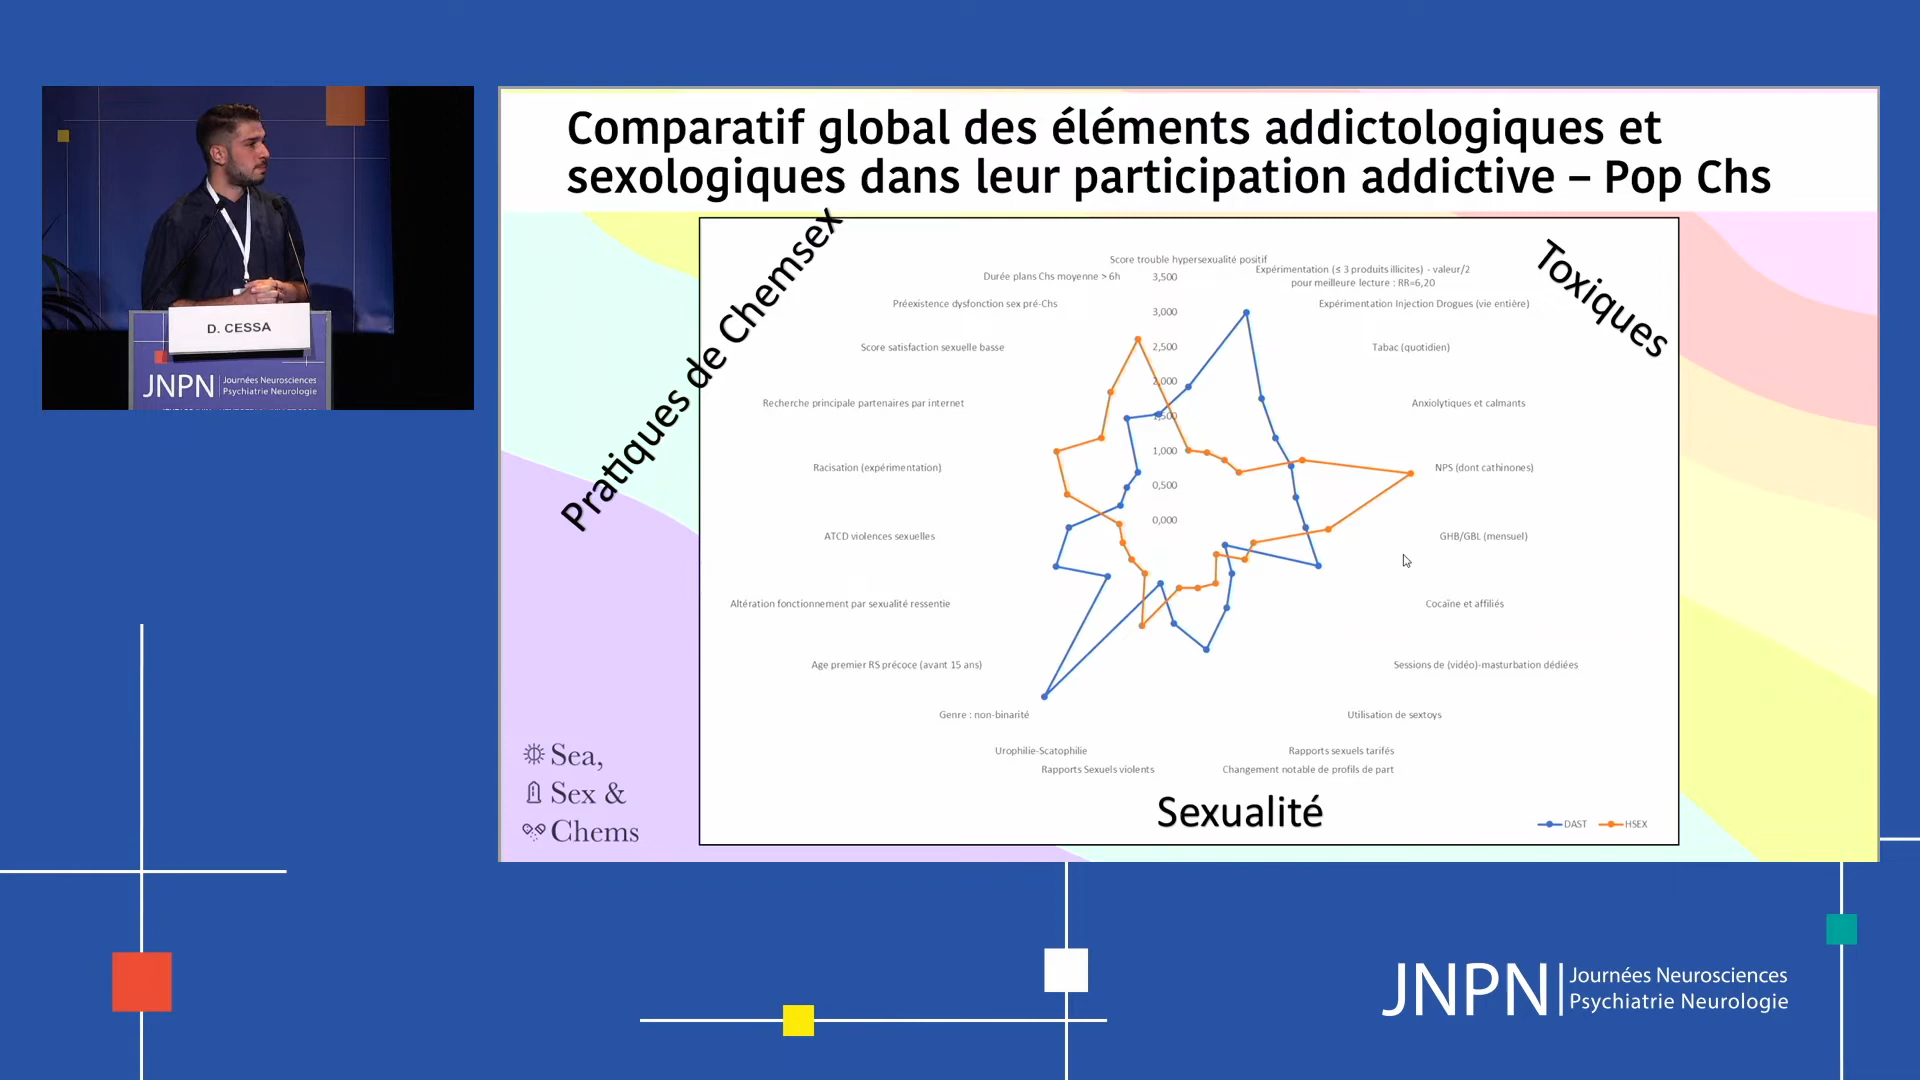 Comparatif global des éléments addictologiques et
sexologiques dans leur participation addictive – Pop Chs
Pratiques de Chemsex
Toxiques
Sexualité
Score trouble hypersexualité positif
Expérimentation (≤ 3 produits illicites) - valeur/2
pour meilleure lecture : RR=6,20
Expérimentation Injection Drogues (vie entière)
Tabac (quotidien)
Anxiolytiques et calmants
NPS (dont cathinones)
GHB/GBL (mensuel)
Cocaïne et affiliés
Sessions de (vidéo)-masturbation dédiées
Utilisation de sextoys
Rapports sexuels tarifés
Changement notable de profils de part
Rapports Sexuels violents
Urophilie-Scatophilie
Genre : non-binarité
Age premier RS précoce (avant 15 ans)
Altération fonctionnement par sexualité ressentie
ATCD violences sexuelles
Racisation (expérimentation)
Recherche principale partenaires par internet
Score satisfaction sexuelle basse
Préexistence dysfonction sex pré-Chs
Durée plans Chs moyenne > 6h
3,500
3,000
2,500
2,000
1,500
1,000
0,500
0,000
DAST
HSEX
Sea,
Sex &
Chems
D. CESSA
JNPN
Journées Neurosciences
Psychiatrie Neurologie
JNPN
Journées Neurosciences
Psychiatrie Neurologie